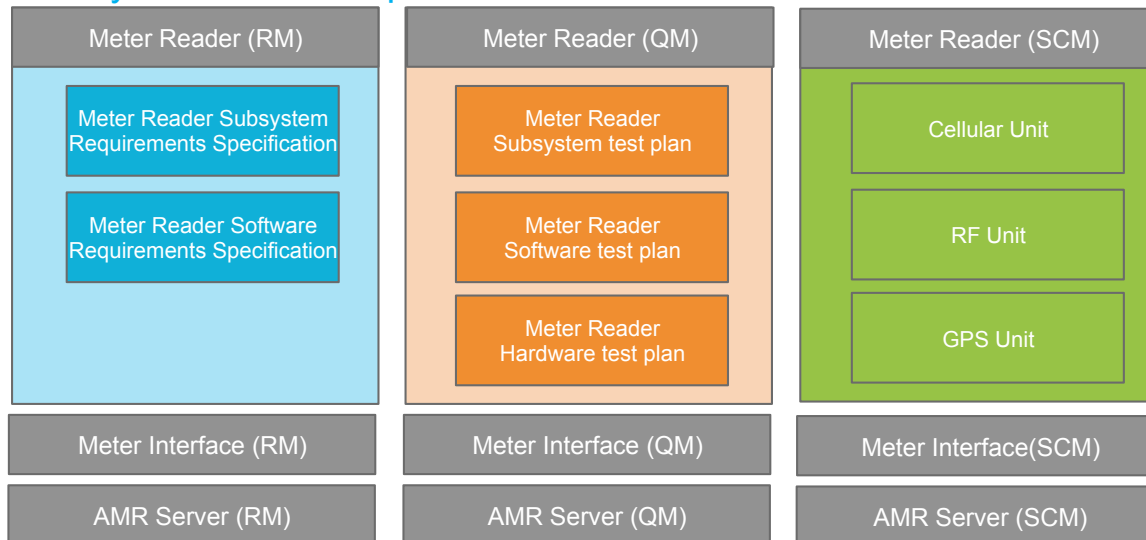 Meter Reader (RM)
Meter Reader Subsystem
Requirements Specification
Meter Reader Software
Requirements Specification
Meter Reader (QM)
Meter Reader
Subsystem test plan
Meter Reader
Software test plan
Meter Reader
Hardware test plan
Meter Reader (SCM)
Cellular Unit
RF Unit
GPS Unit
Meter Interface (RM)
Meter Interface (QM)
Meter Interface(SCM)
AMR Server (RM)
AMR Server (QM)
AMR Server (SCM)